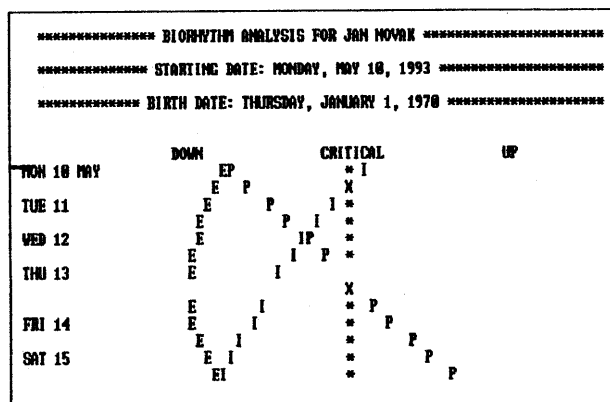 *************** BIORHYTHM ANALYSIS FOR JAN NOVAK ***********************
************** STARTING DATE: MONDAY, MAY 10, 1993 **********************
************* BIRTH DATE: THURSDAY, JANUARY 1, 1970 ********************
DOWN CRITICAL UP
MON 10 MAY EP * I
E P X
TUE 11 E P I *
E P I *
WED 12 E IP *
E I P *
THU 13 E I
X
E I * P
FRI 14 E I * P
E I * P
SAT 15 E I * P
EI * P